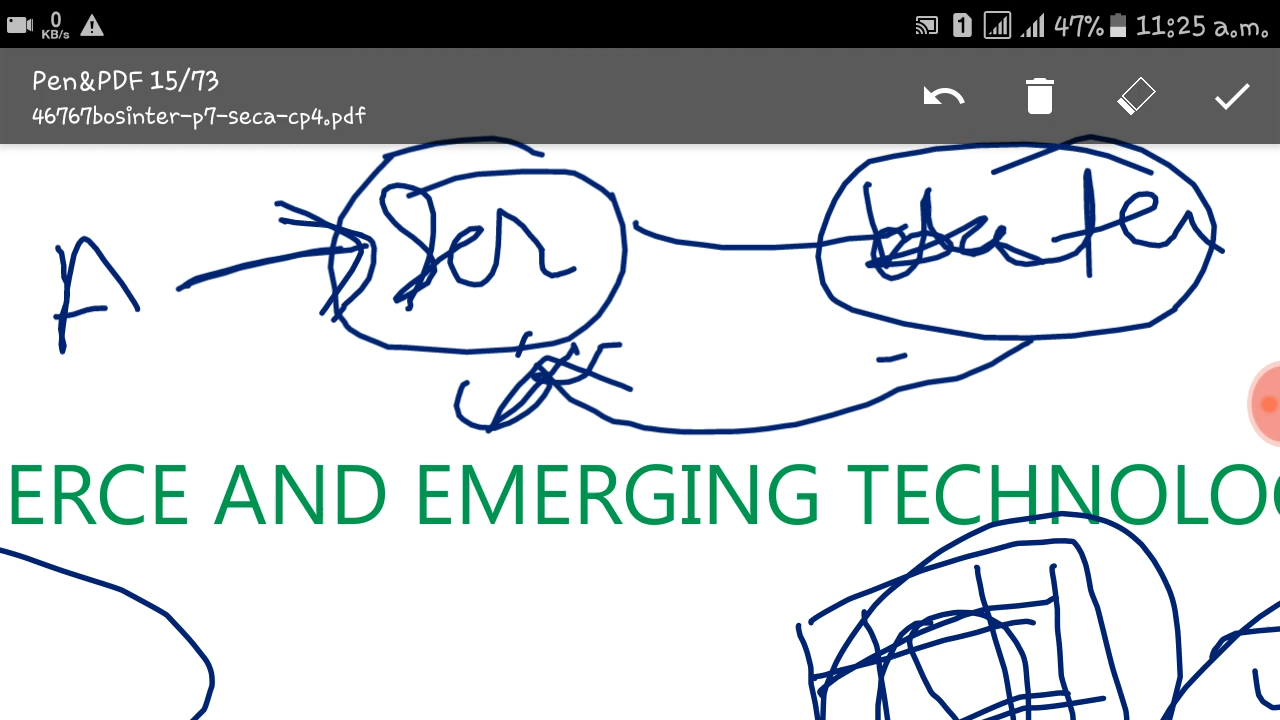 0 KB/s 1 47% 11:25 a.m.
Pen&PDF 15/73
46767bosinter-p7-seca-cp4.pdf
A Ser
ERCE AND EMERGING TECHNOLO